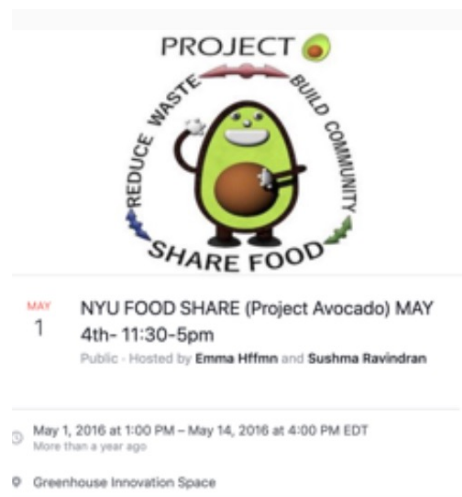 PROJECT
REDUCE WASTE
BUILD COMMUNITY
SHARE FOOD
MAY
1
NYU FOOD SHARE (Project Avocado) MAY
4th- 11:30-5pm
Public · Hosted by Emma Hffmn and Sushma Ravindran
May 1, 2016 at 1:00 PM – May 14, 2016 at 4:00 PM EDT
More than a year ago
Greenhouse Innovation Space